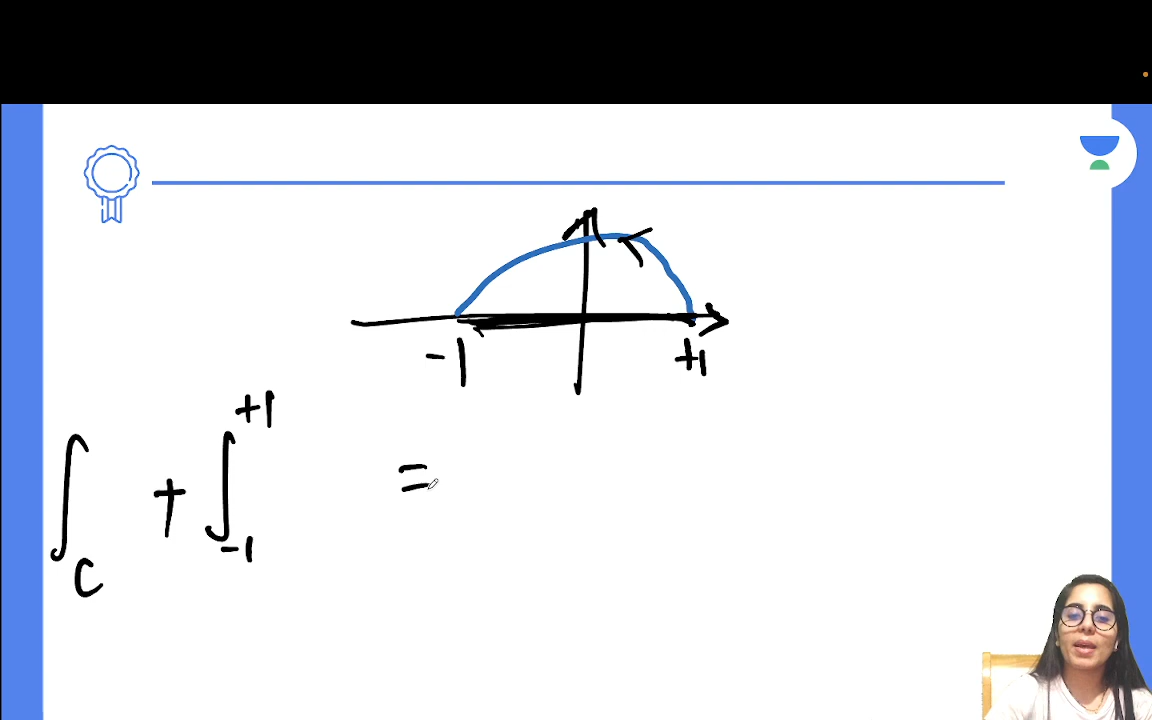 -1 +1
∫_C + ∫_{-1}^{+1} =